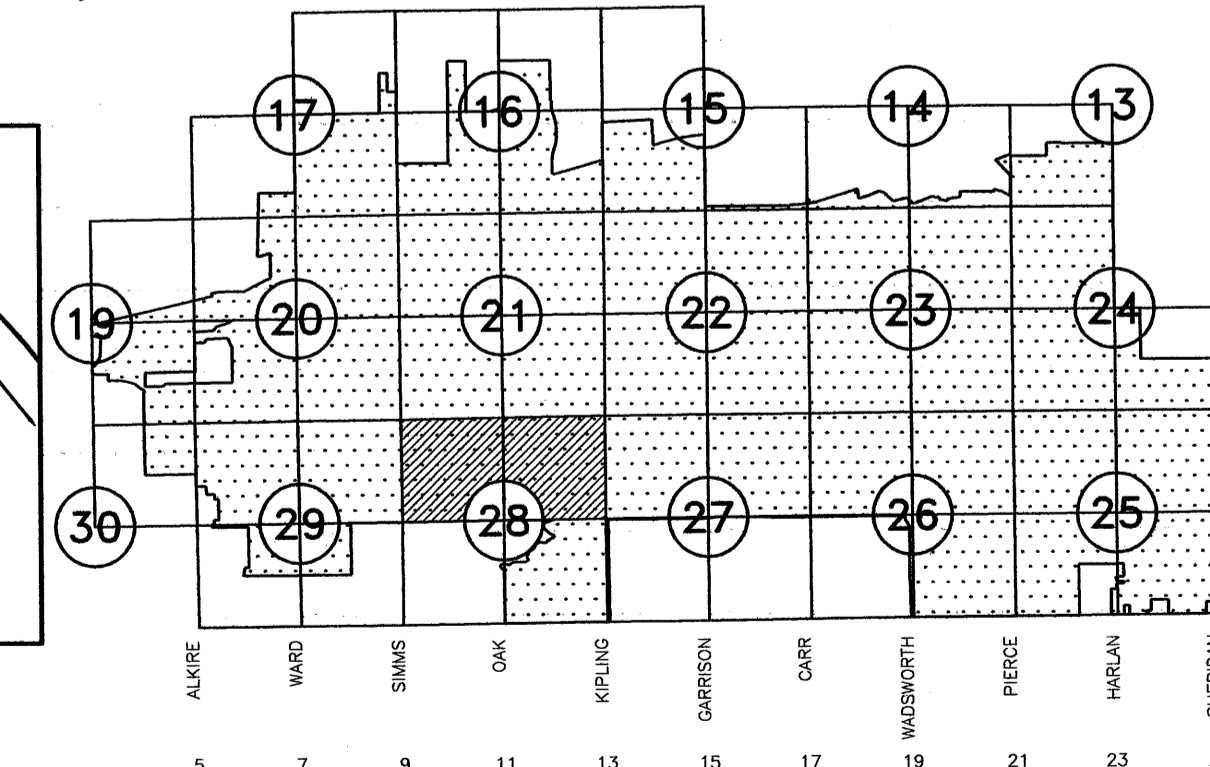 17 16 15 14 13
19 20 21 22 23 24
30 29 28 27 26 25
ALKIRE
WARD
SIMMS
OAK
KIPLING
GARRISON
CARR
WADSWORTH
PIERCE
HARLAN
5 7 9 11 13 15 17 19 21 23